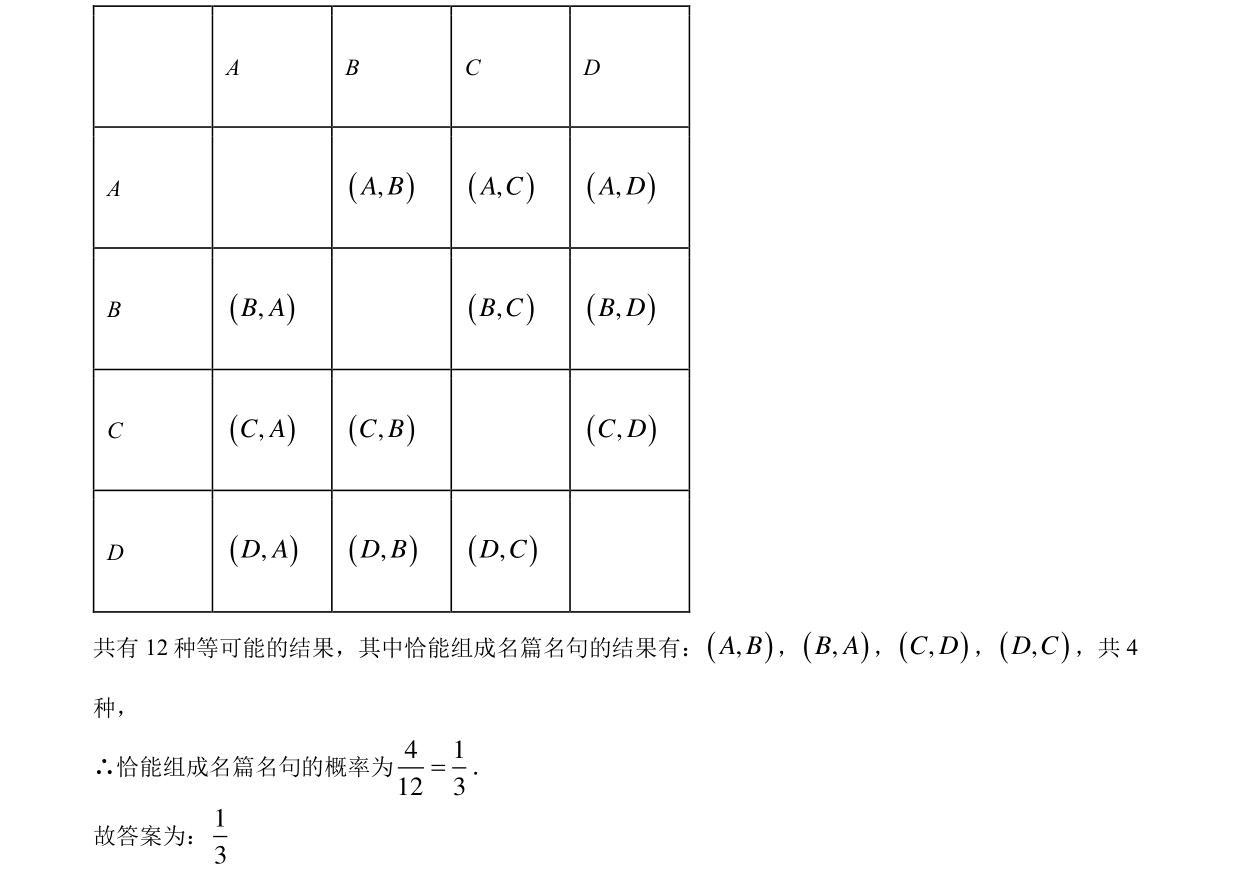 A B C D
A (A,B) (A,C) (A,D)
B (B,A) (B,C) (B,D)
C (C,A) (C,B) (C,D)
D (D,A) (D,B) (D,C)
共有 12 种等可能的结果，其中恰能组成名篇名句的结果有：(A,B)，(B,A)，(C,D)，(D,C)，共 4
种，
∴恰能组成名篇名句的概率为 4/12 = 1/3．
故答案为：1/3